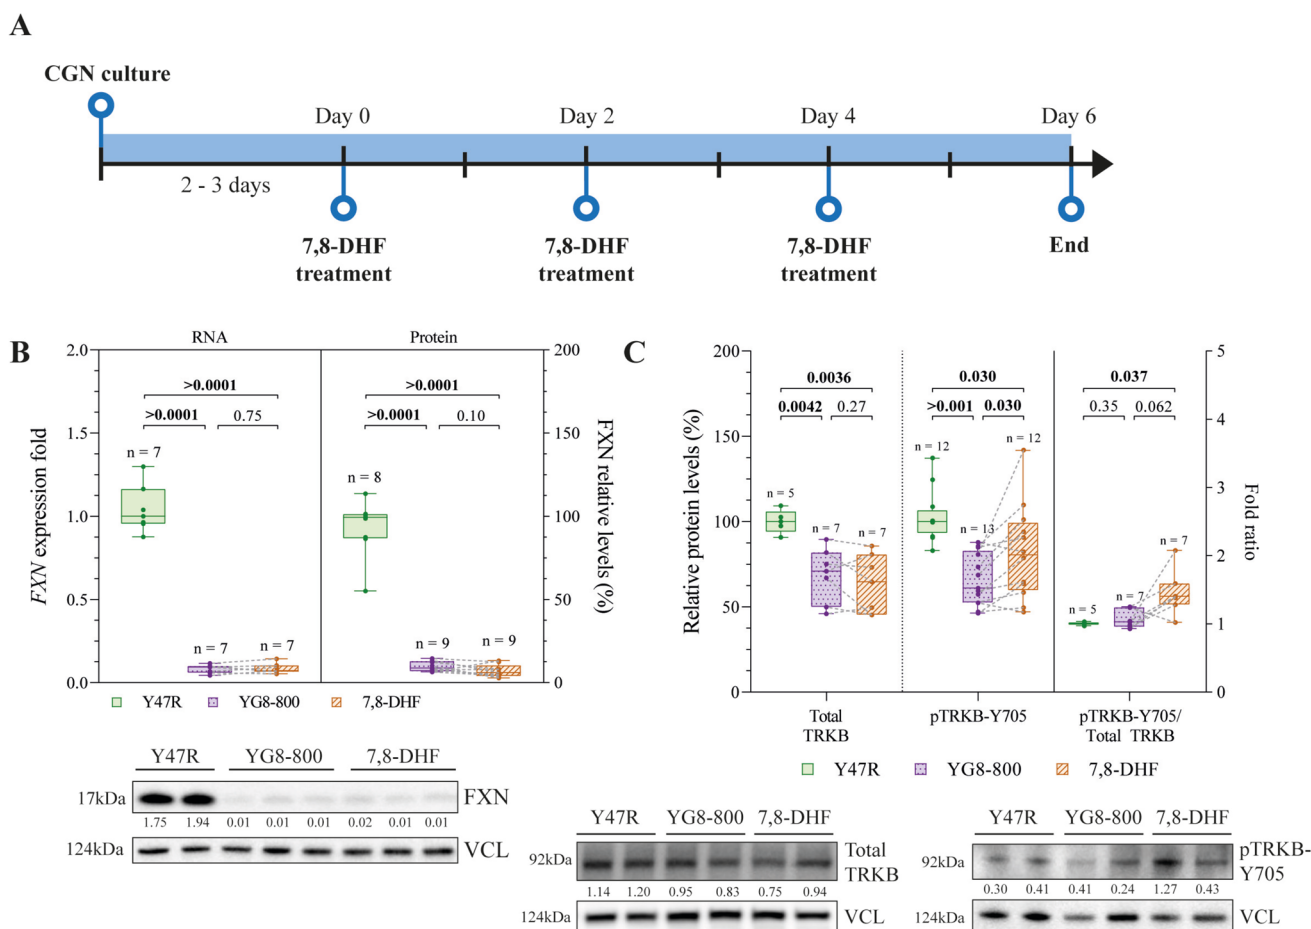 A
CGN culture
Day 0
Day 2
Day 4
Day 6
2 - 3 days
7,8-DHF
treatment
7,8-DHF
treatment
7,8-DHF
treatment
End
B
RNA
Protein
FXN expression fold
2.0
1.5
1.0
0.5
0.0
200
150
100
50
0
FXN relative levels (%)
>0.0001
>0.0001
0.75
n = 7
n = 7
n = 7
>0.0001
>0.0001
0.10
n = 8
n = 9
n = 9
Y47R
YG8-800
7,8-DHF
Y47R
YG8-800
7,8-DHF
17kDa
FXN
1.75 1.94 0.01 0.01 0.01 0.02 0.01 0.01
124kDa
VCL
C
Relative protein levels (%)
200
150
100
50
0
5
4
3
2
1
0
Fold ratio
0.0036
0.0042
0.27
n = 5
n = 7
n = 7
0.030
>0.001
0.030
n = 12
n = 13
n = 12
0.037
0.35
0.062
n = 5
n = 7
n = 7
Total
TRKB
pTRKB-Y705
pTRKB-Y705/
Total TRKB
Y47R
YG8-800
7,8-DHF
Y47R
YG8-800
7,8-DHF
92kDa
Total
TRKB
1.14 1.20 0.95 0.83 0.75 0.94
124kDa
VCL
Y47R
YG8-800
7,8-DHF
92kDa
pTRKB-
Y705
0.30 0.41 0.41 0.24 1.27 0.43
124kDa
VCL